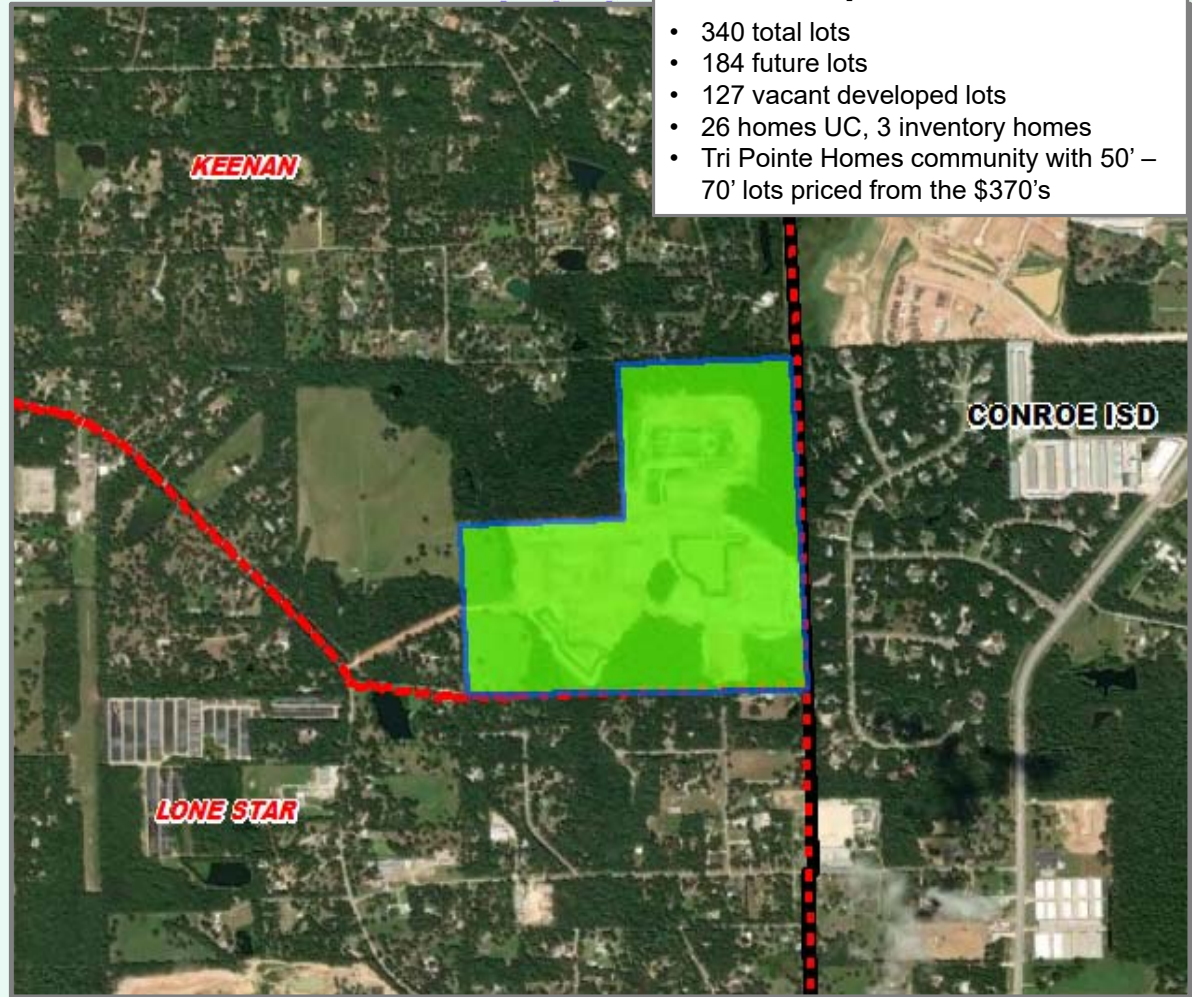 • 340 total lots
• 184 future lots
• 127 vacant developed lots
• 26 homes UC, 3 inventory homes
• Tri Pointe Homes community with 50’ –
70’ lots priced from the $370’s
KEENAN
CONROE ISD
LONE STAR